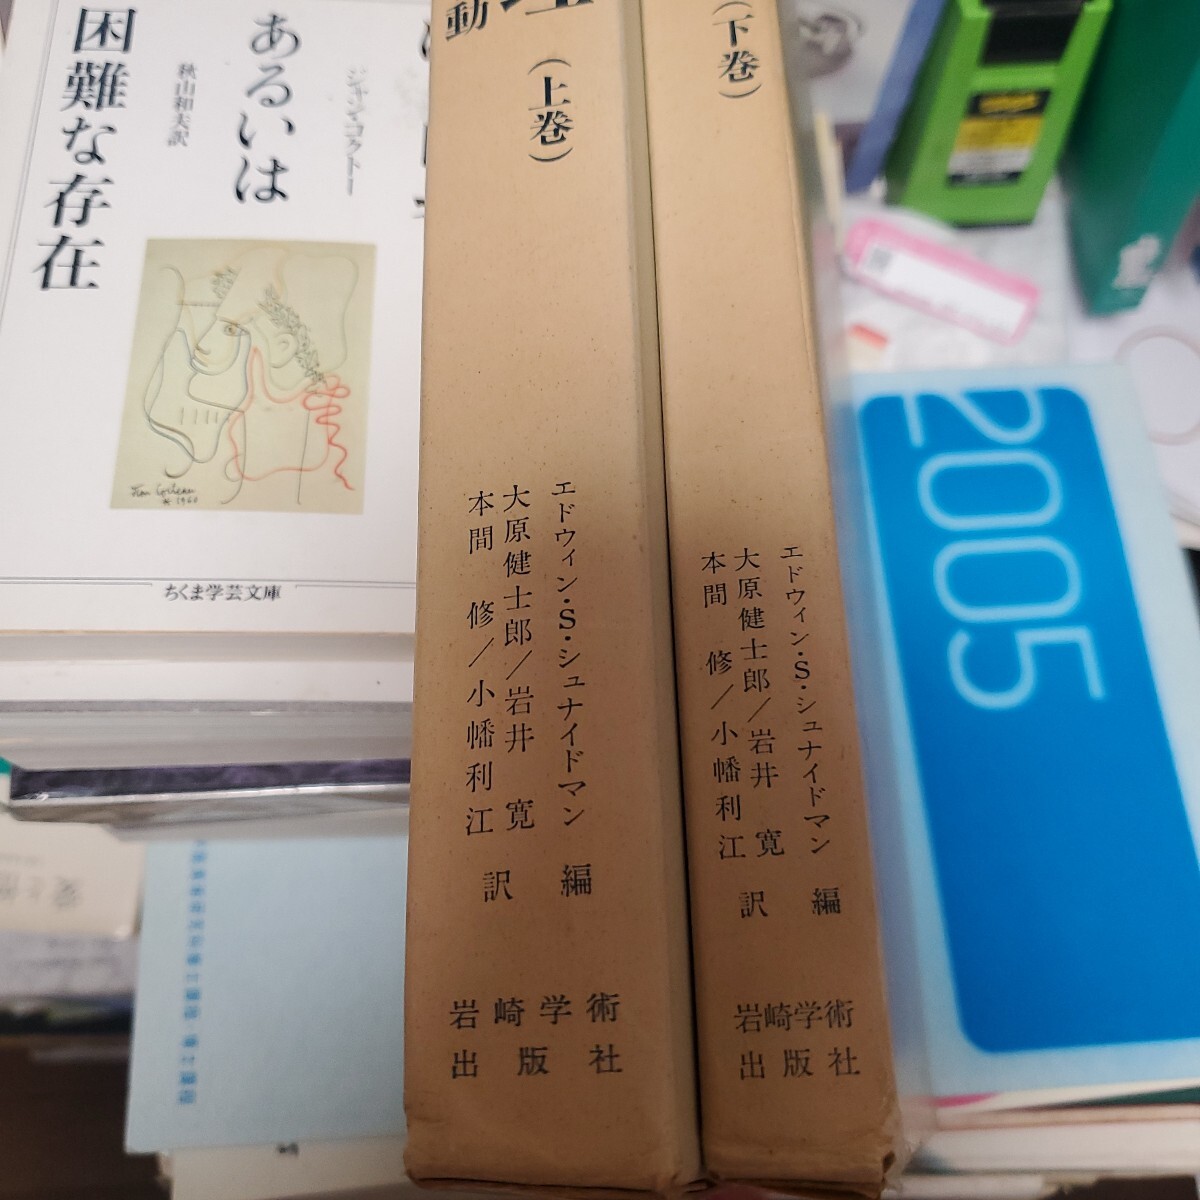 あるいは
困難な存在
ジャン・コクトー
秋山和夫訳
Jean Cocteau
1960
ちくま学芸文庫
動
(上巻)
エドウィン・S・シュナイドマン 編
大原健士郎/岩井 寛
本間 修/小幡利江 訳
岩崎学術
出版社
(下巻)
エドウィン・S・シュナイドマン 編
大原健士郎/岩井 寛
本間 修/小幡利江 訳
岩崎学術
出版社
2005